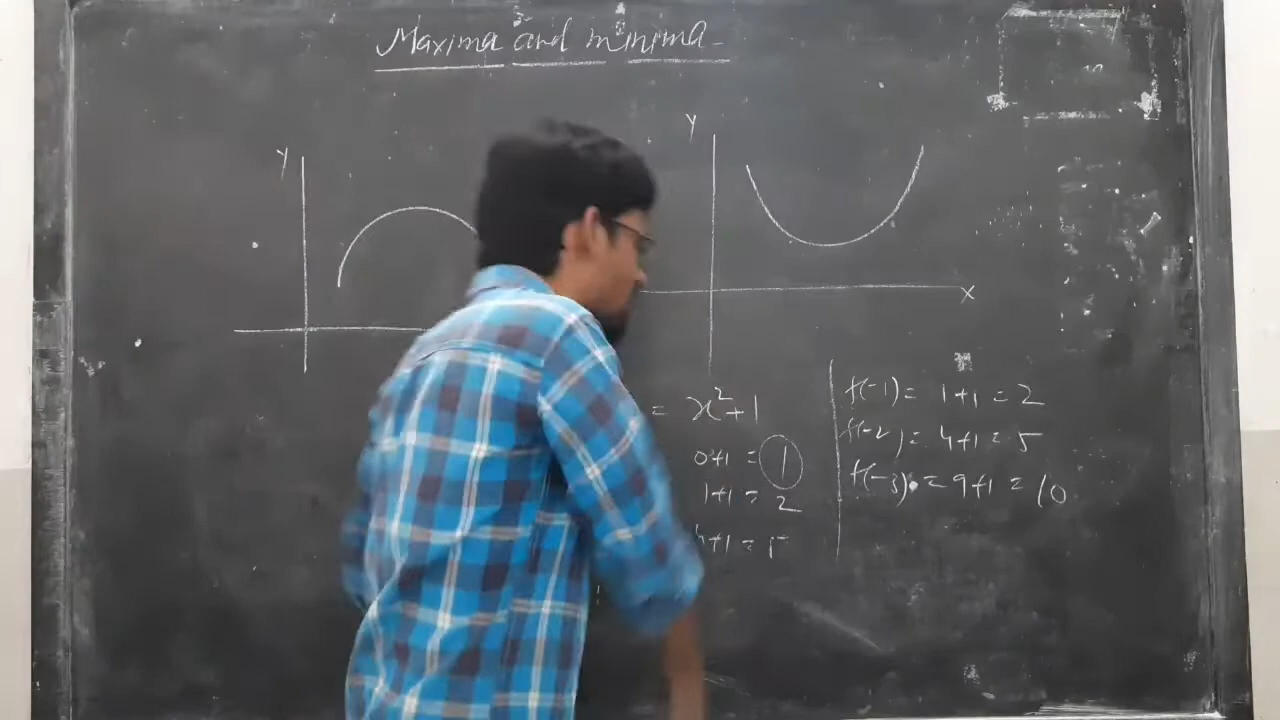 Maxima and minima
Y
Y
X
= x²+1
0+1 = 1
1+1 = 2
4+1 = 5
f(-1) = 1+1 = 2
f(-2) = 4+1 = 5
f(-3) = 9+1 = 10